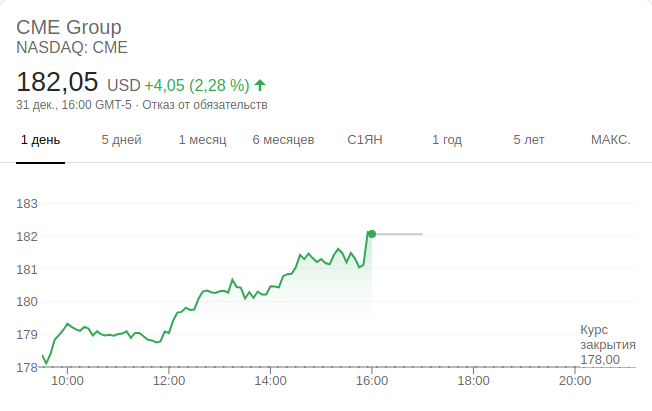 CME Group
NASDAQ: CME
182,05 USD +4,05 (2,28 %)
31 дек., 16:00 GMT-5 · Отказ от обязательств
1 день 5 дней 1 месяц 6 месяцев С1ЯН 1 год 5 лет МАКС.
183
182
181
180
179
178
Курс
закрытия
178,00
10:00 12:00 14:00 16:00 18:00 20:00